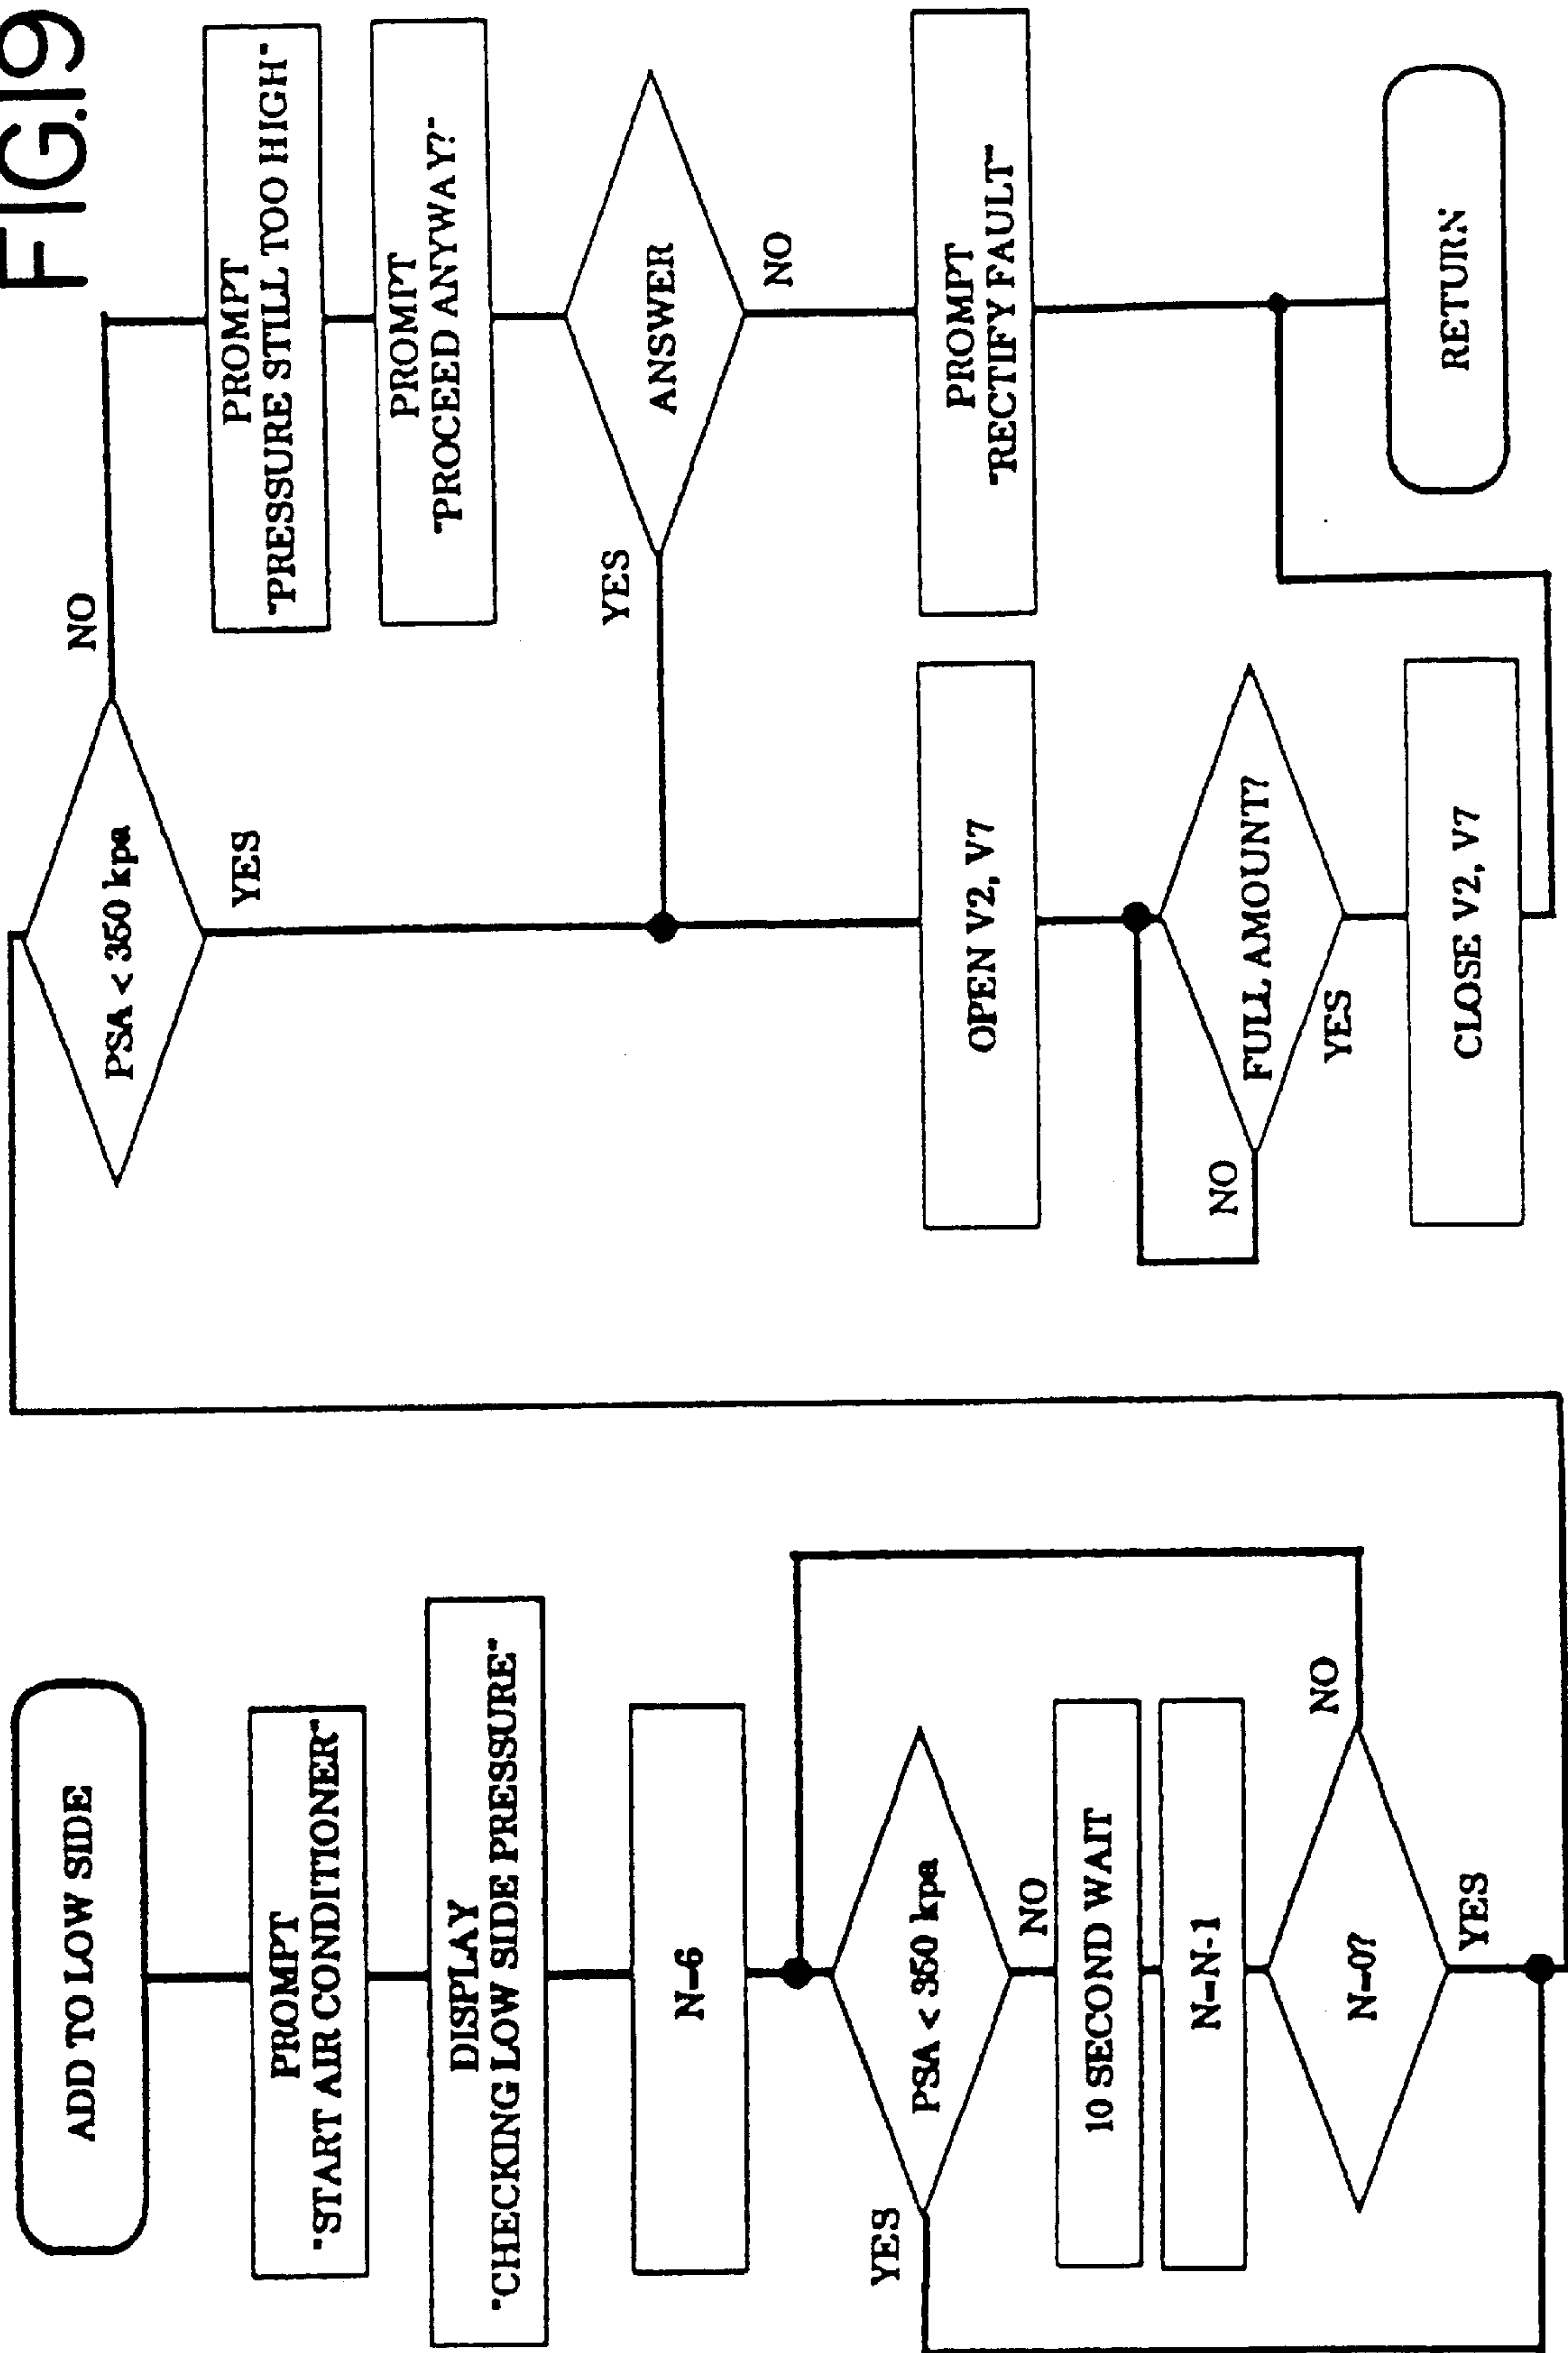 FIG.19
ADD TO LOW SIDE
PROMPT
"START AIR CONDITIONER"
DISPLAY
"CHECKING LOW SIDE PRESSURE"
N=6
PSA < 350 kpa
YES
NO
10 SECOND WAIT
N=N-1
N=0?
NO
YES
PSA < 350 kpa
NO
YES
PROMPT
"PRESSURE STILL TOO HIGH"
PROMPT
"PROCEED ANYWAY?"
ANSWER
YES
NO
PROMPT
"RECTIFY FAULT"
OPEN V2, V7
FULL AMOUNT?
NO
YES
CLOSE V2, V7
RETURN